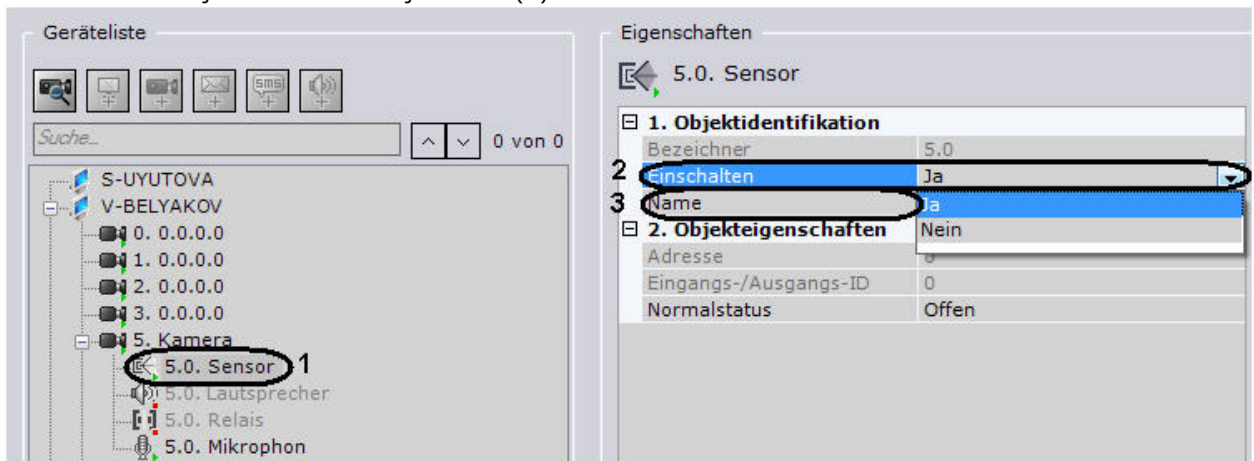 Geräteliste
SMS
Suche...
0 von 0
S-UYUTOVA
V-BELYAKOV
0. 0.0.0.0
1. 0.0.0.0
2. 0.0.0.0
3. 0.0.0.0
5. Kamera
5.0. Sensor 1
5.0. Lautsprecher
5.0. Relais
5.0. Mikrophon
Eigenschaften
5.0. Sensor
1. Objektidentifikation
Bezeichner 5.0
2 Einschalten Ja
3 Name Ja
2. Objekteigenschaften Nein
Adresse
Eingangs-/Ausgangs-ID 0
Normalstatus Offen